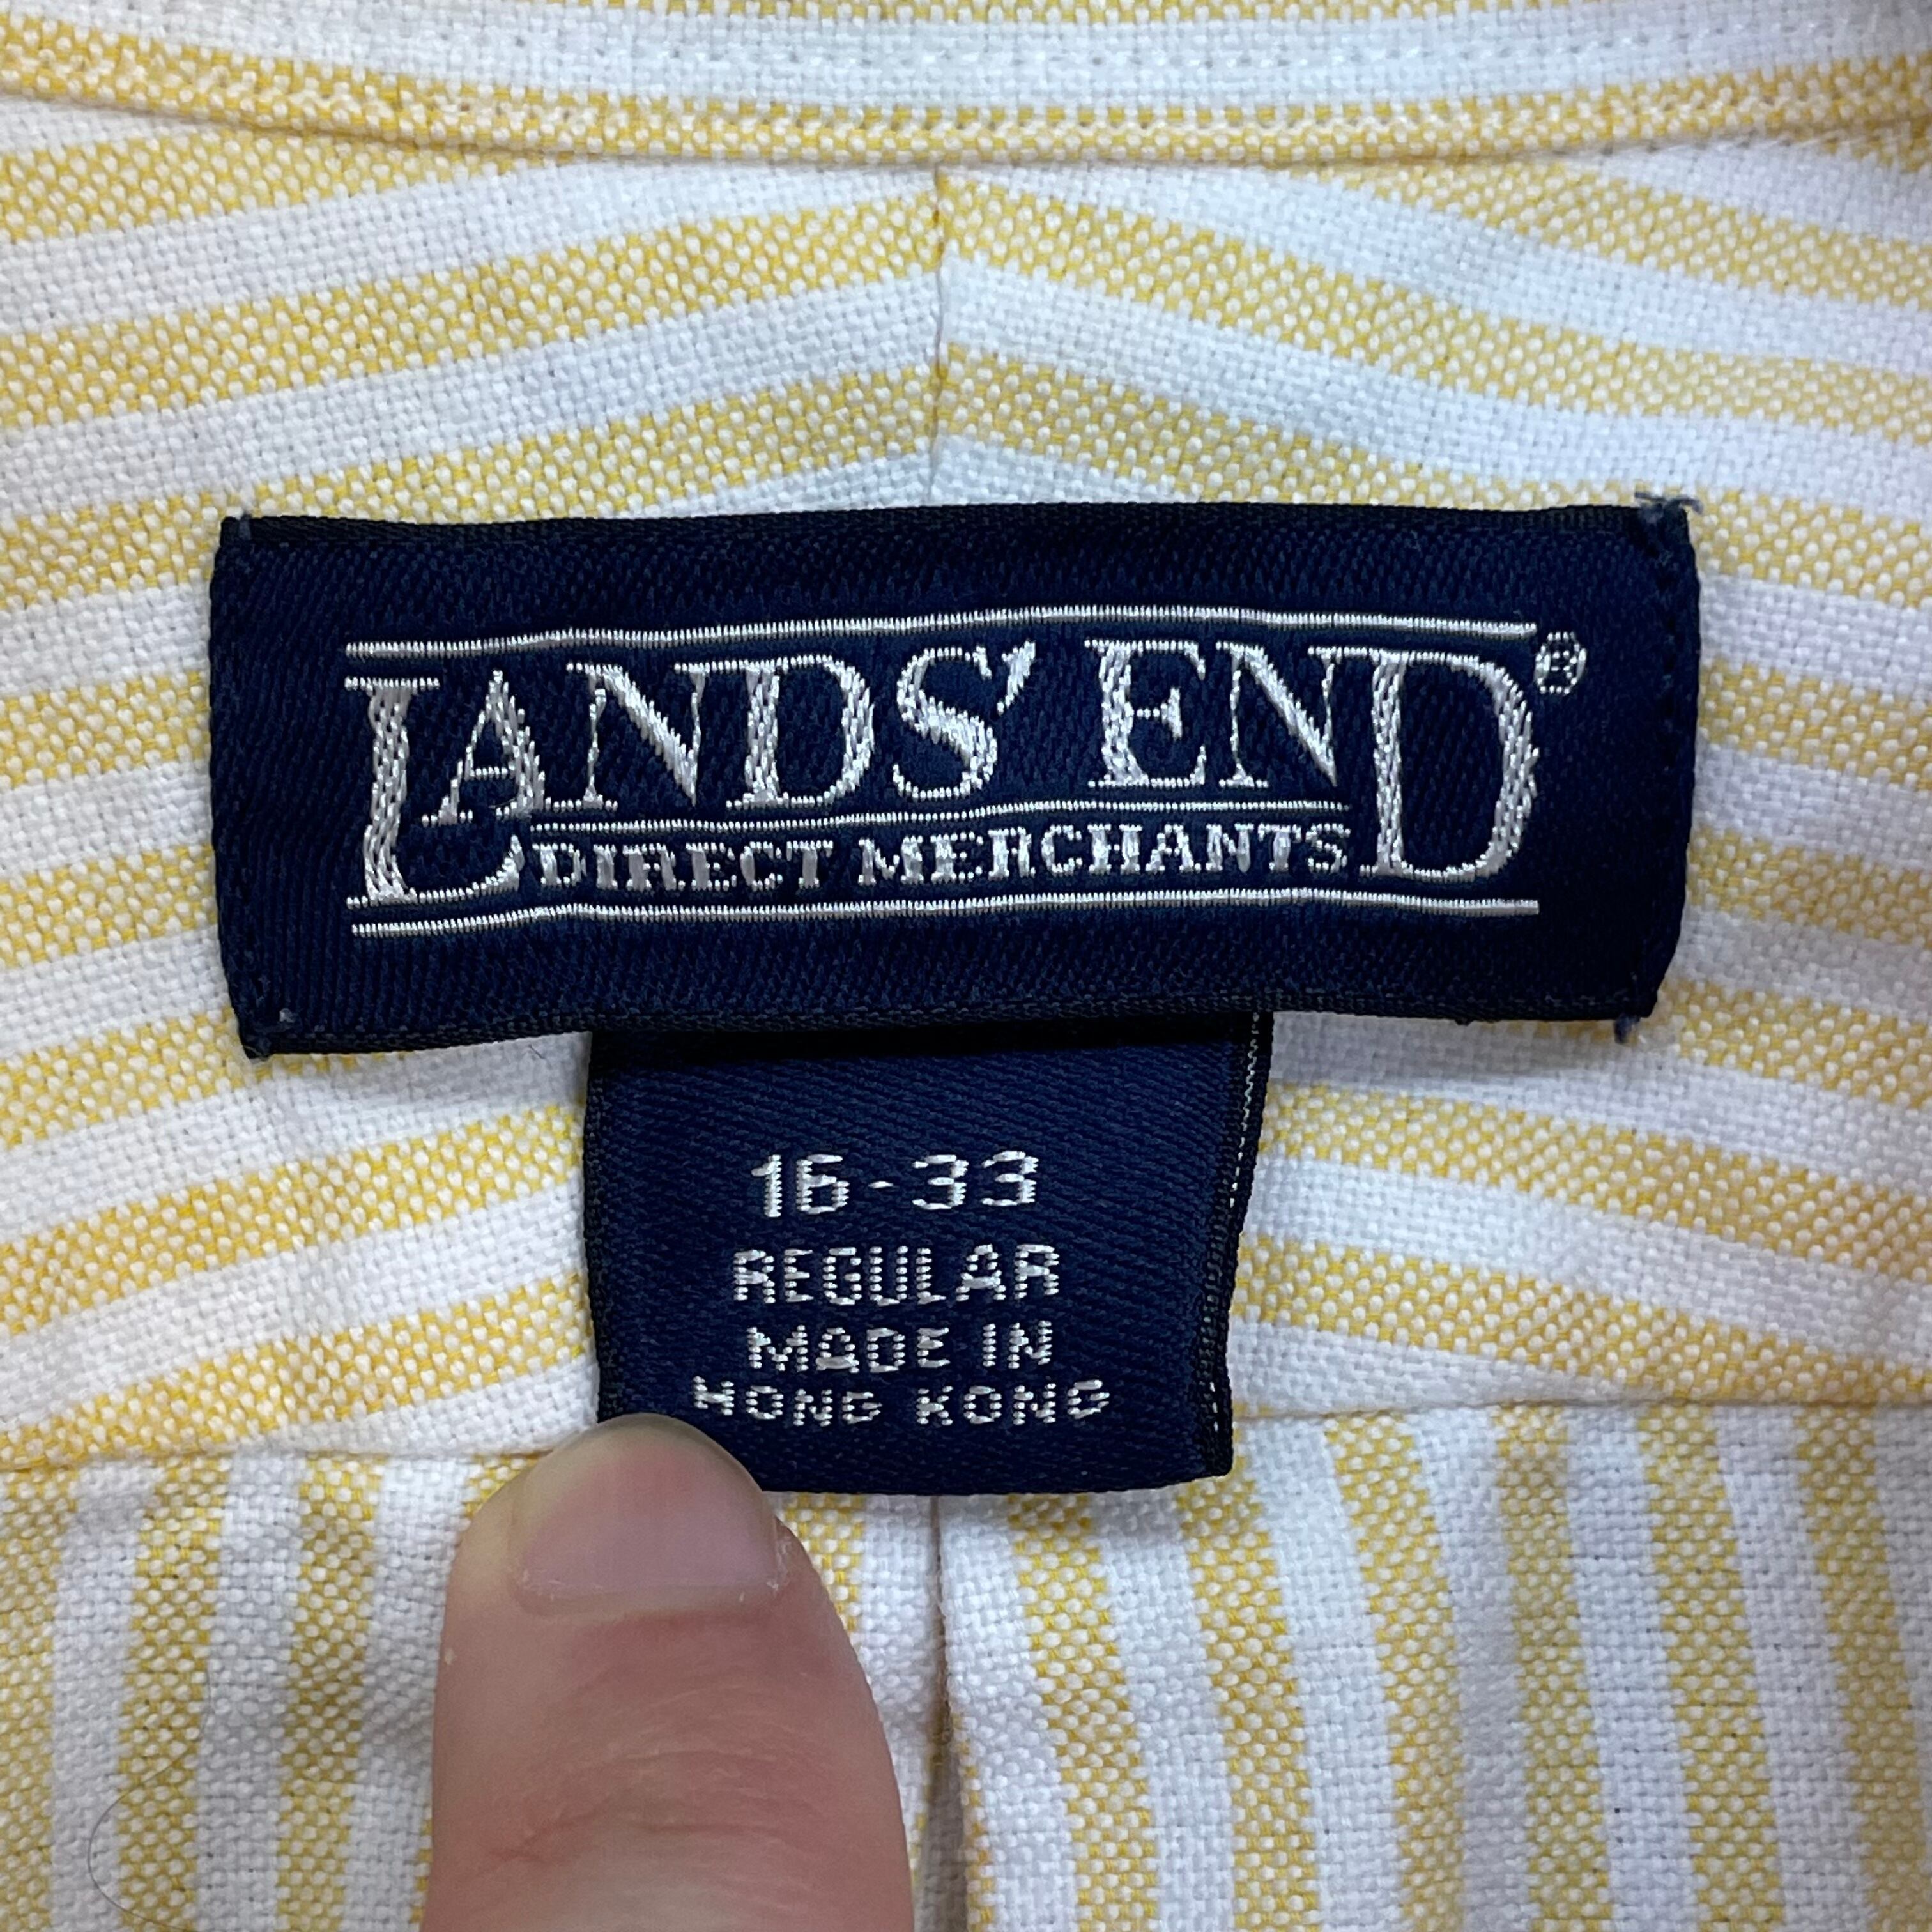 LANDS' END®
DIRECT MERCHANTS
16-33
REGULAR
MADE IN
HONG KONG